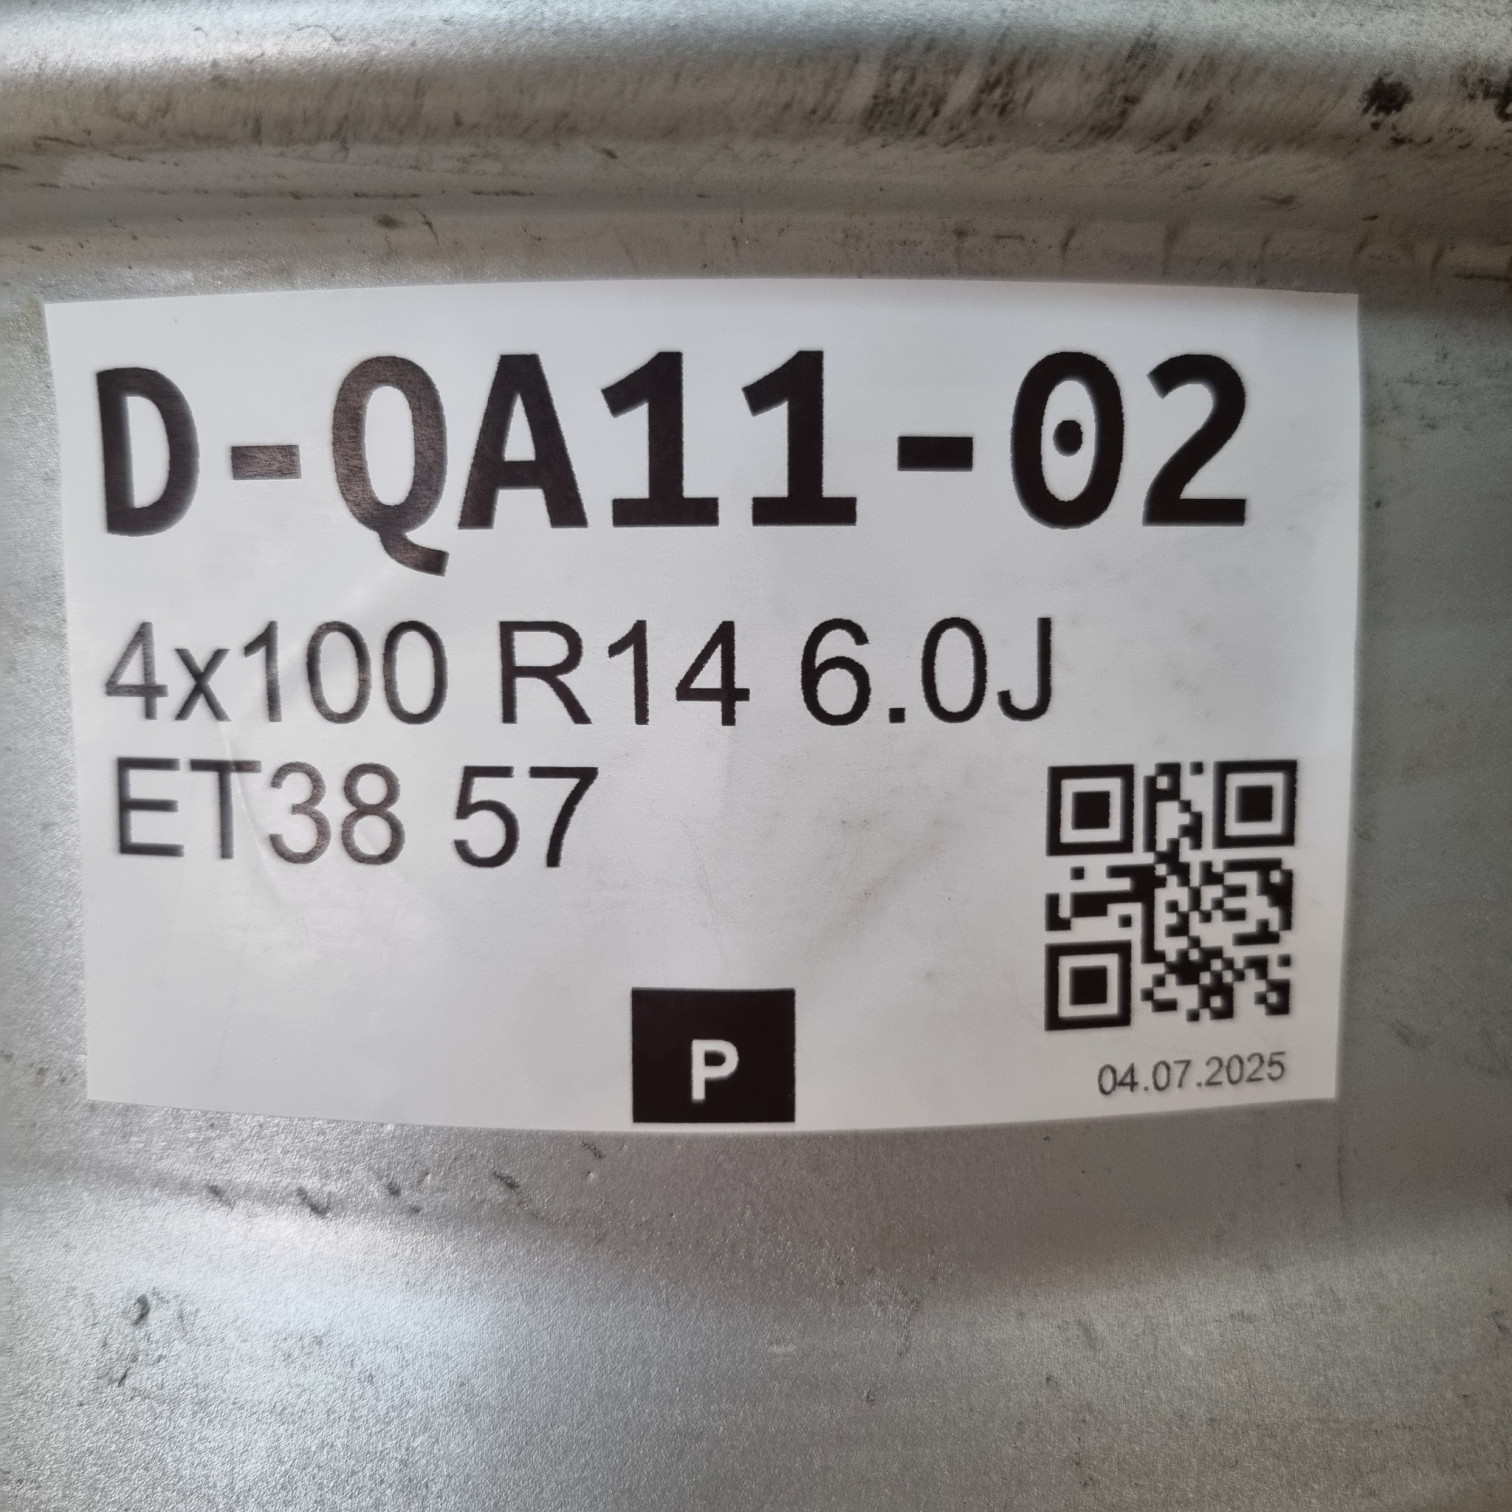 D-QA11-02
4x100 R14 6.0J
ET38 57
P
04.07.2025